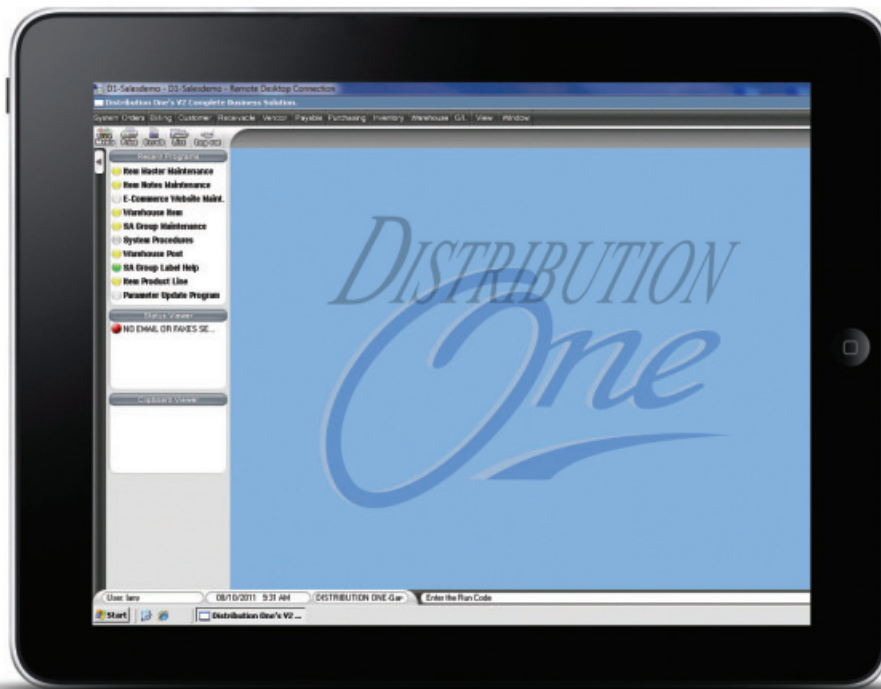 D1-Salesdemo - D1-Salesdemo - Remote Desktop Connection
Distribution One's V2 Complete Business Solution.
System Orders Billing Customer Receivable Vendor Payable Purchasing Inventory Warehouse G/L View Window
Print Log out
Recent Programs
Item Master Maintenance
Item Notes Maintenance
E-Commerce Website Maint.
Warehouse Item
SA Group Maintenance
System Procedures
Warehouse Post
SA Group Label Help
Item Product Line
Parameter Update Program
Status Viewer
NO EMAIL OR FAXES SE...
Clipboard Viewer
DISTRIBUTION
One
User: larry 08/10/2011 9:31 AM DISTRIBUTION ONE-Gar Enter the Run Code
Start Distribution One's V2 ...